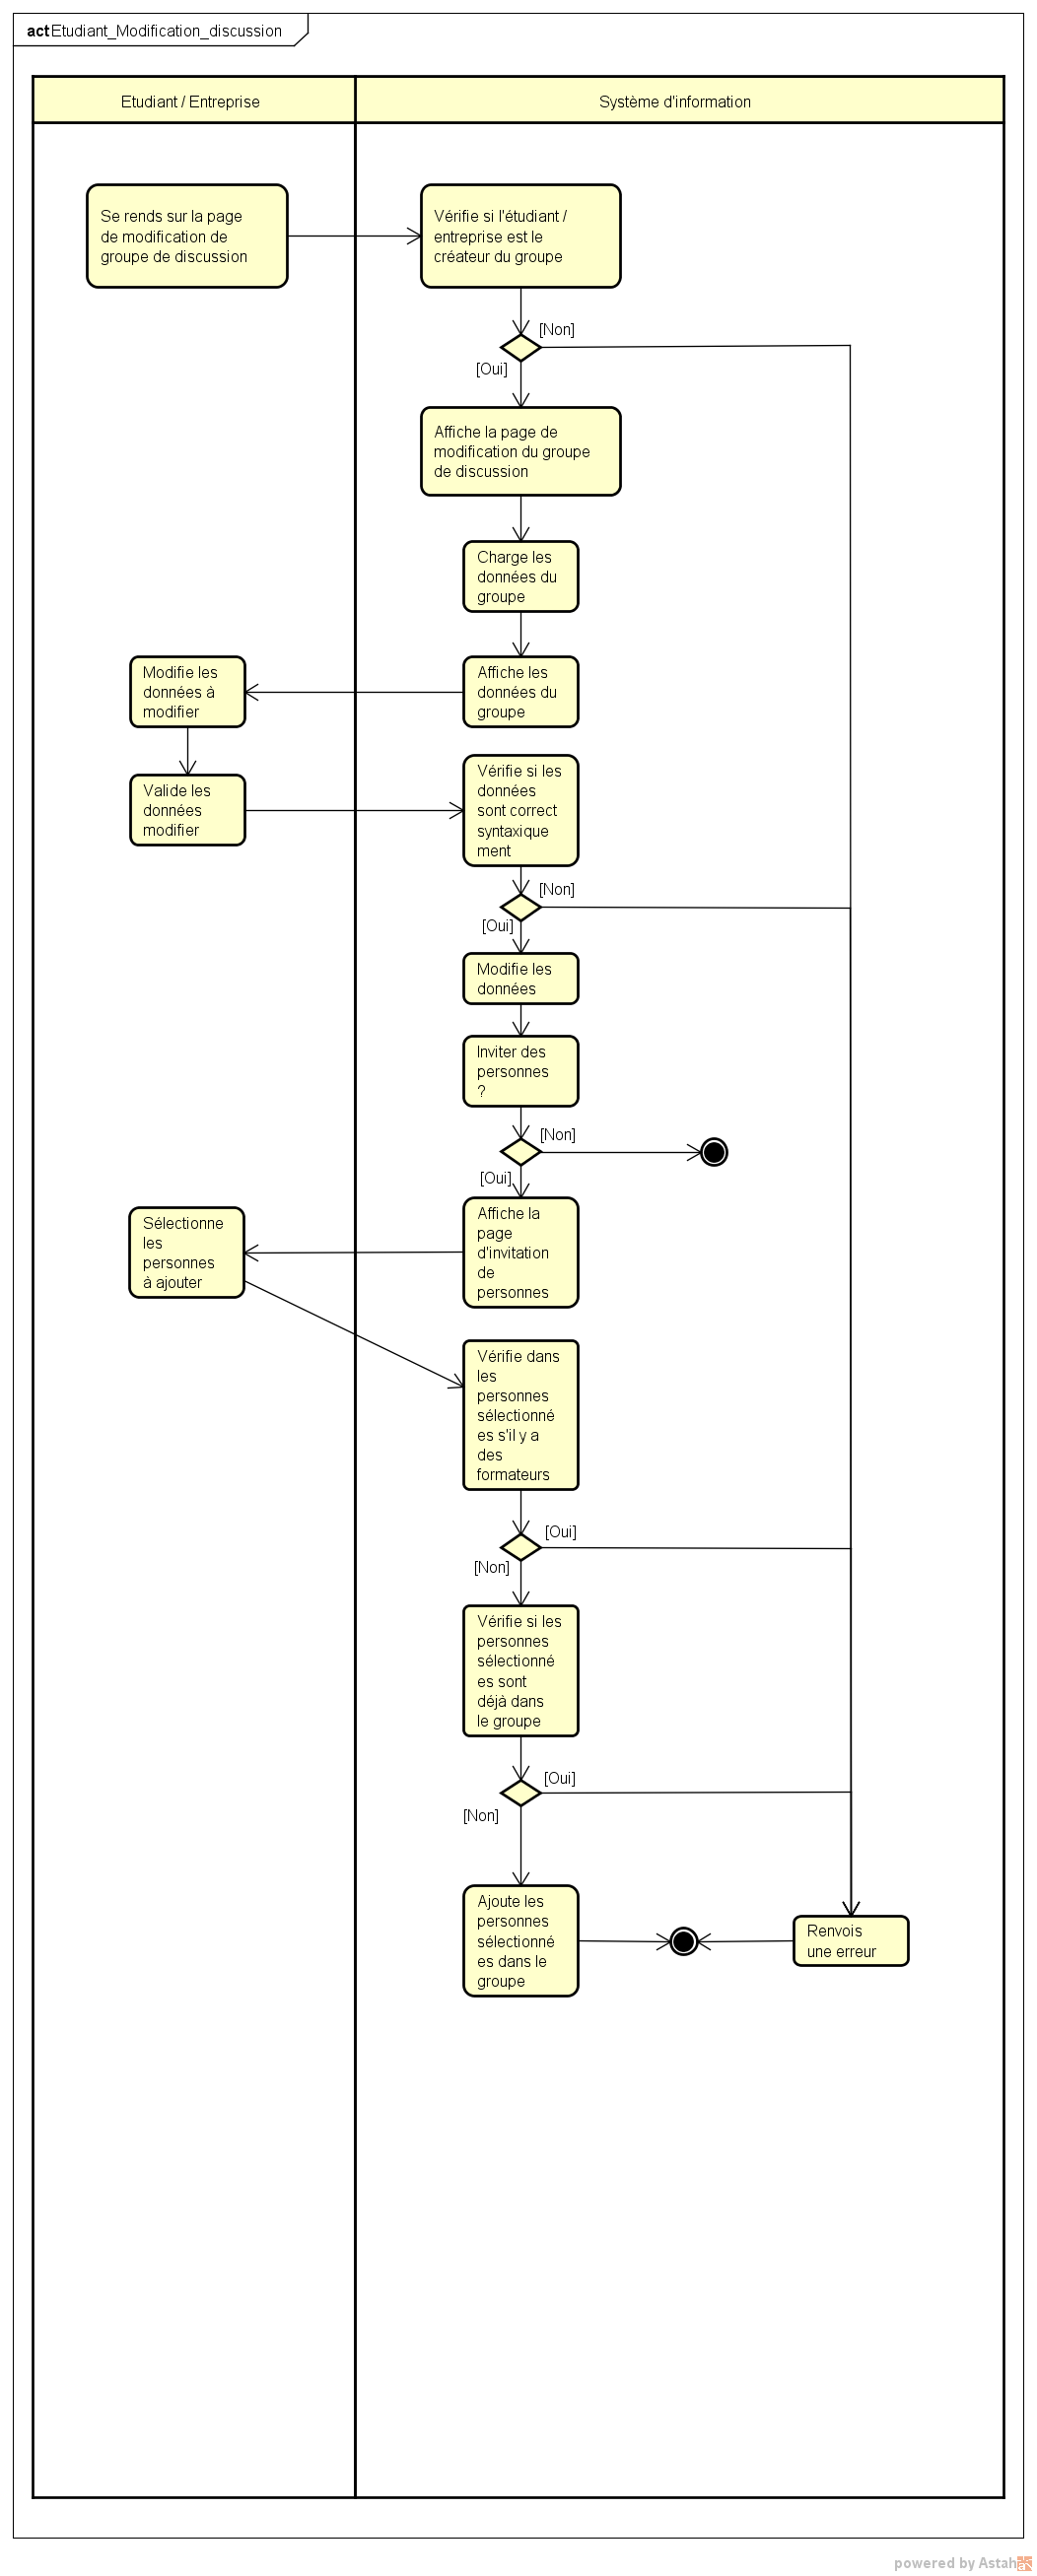 act Etudiant_Modification_discussion
Etudiant / Entreprise
Système d'information
Se rends sur la page
de modification de
groupe de discussion
Vérifie si l'étudiant /
entreprise est le
créateur du groupe
[Non]
[Oui]
Affiche la page de
modification du groupe
de discussion
Charge les
données du
groupe
Affiche les
données du
groupe
Modifie les
données à
modifier
Valide les
données
modifier
Vérifie si les
données
sont correct
syntaxique
ment
[Non]
[Oui]
Modifie les
données
Inviter des
personnes
?
[Non]
[Oui]
Affiche la
page
d'invitation
de
personnes
Sélectionne
les
personnes
à ajouter
Vérifie dans
les
personnes
sélectionné
es s'il y a
des
formateurs
[Oui]
[Non]
Vérifie si les
personnes
sélectionné
es sont
déjà dans
le groupe
[Oui]
[Non]
Ajoute les
personnes
sélectionné
es dans le
groupe
Renvois
une erreur
powered by Astah